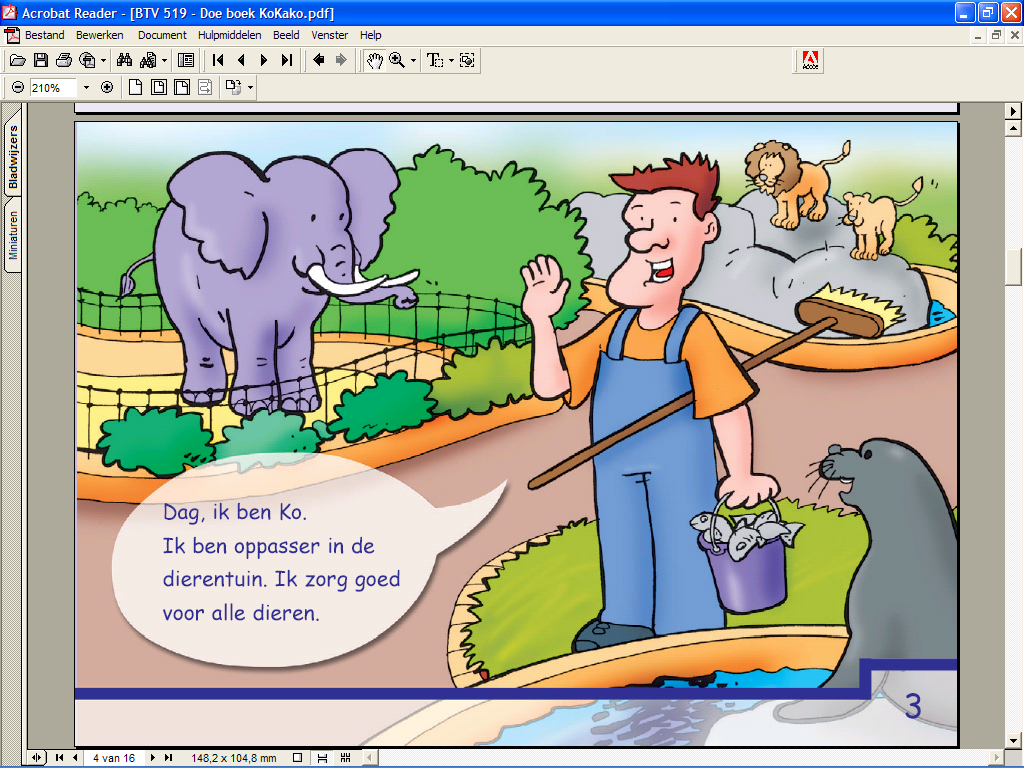 Acrobat Reader - [BTV 519 - Doe boek KoKako.pdf]
Bestand Bewerken Document Hulpmiddelen Beeld Venster Help
Adobe
210%
Bladwijzers
Miniaturen
Dag, ik ben Ko.
Ik ben oppasser in de
dierentuin. Ik zorg goed
voor alle dieren.
3
4 van 16 148,2 x 104,8 mm